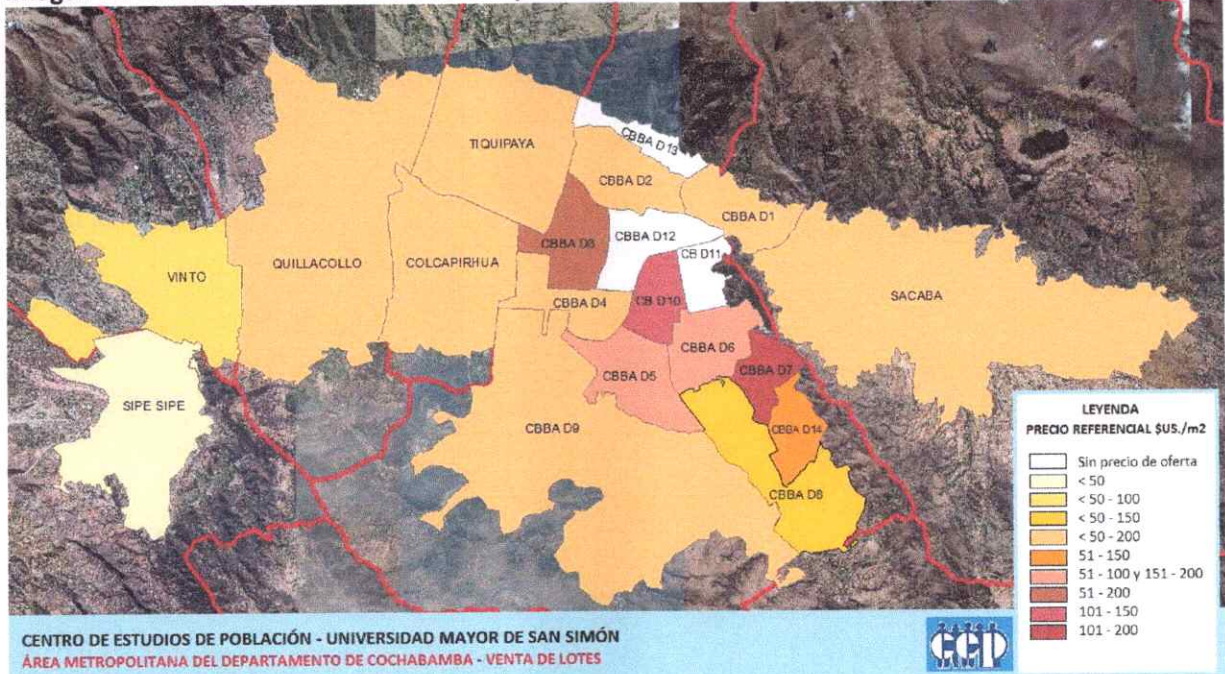 CBBA D13
TIQUIPAYA
CBBA D2
CBBA D1
CBBA D3
CBBA D12
CB D11
VINTO
QUILLACOLLO
COLCAPIRHUA
SACABA
CBBA D4
CB D10
CBBA D6
CBBA D5
CBBA D7
SIPE SIPE
CBBA D9
CBBA D14
CBBA D8
LEYENDA
PRECIO REFERENCIAL $US./m2
Sin precio de oferta
< 50
< 50 - 100
< 50 - 150
< 50 - 200
51 - 150
51 - 100 y 151 - 200
51 - 200
101 - 150
101 - 200
CENTRO DE ESTUDIOS DE POBLACIÓN - UNIVERSIDAD MAYOR DE SAN SIMÓN
ÁREA METROPOLITANA DEL DEPARTAMENTO DE COCHABAMBA - VENTA DE LOTES